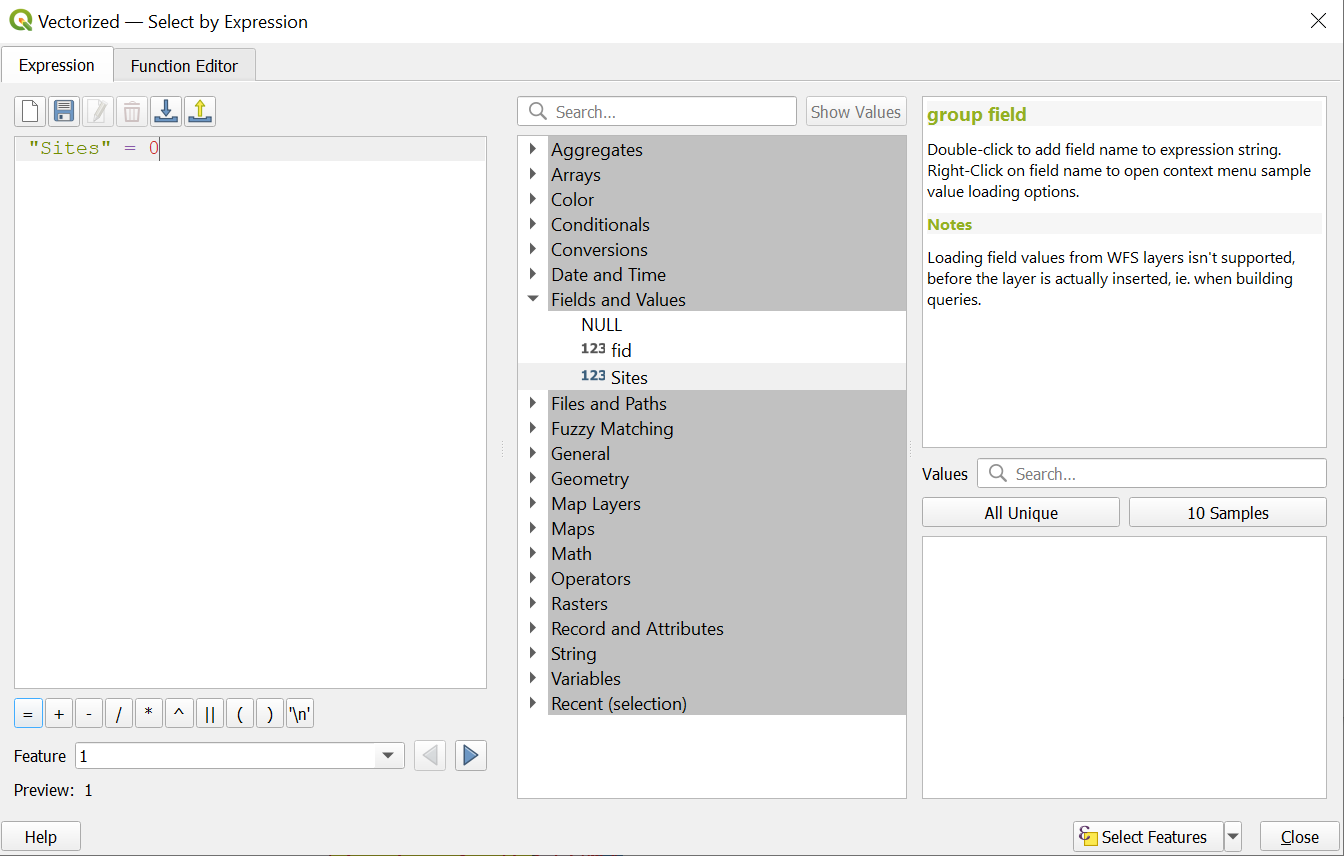 Vectorized — Select by Expression
Expression
Function Editor
"Sites" = 0
= + - / * ^ || ( ) '\n'
Feature 1
Preview: 1
Help
Search...
Show Values
Aggregates
Arrays
Color
Conditionals
Conversions
Date and Time
Fields and Values
NULL
123 fid
123 Sites
Files and Paths
Fuzzy Matching
General
Geometry
Map Layers
Maps
Math
Operators
Rasters
Record and Attributes
String
Variables
Recent (selection)
group field
Double-click to add field name to expression string.
Right-Click on field name to open context menu sample
value loading options.
Notes
Loading field values from WFS layers isn't supported,
before the layer is actually inserted, ie. when building
queries.
Values Search...
All Unique
10 Samples
Select Features
Close